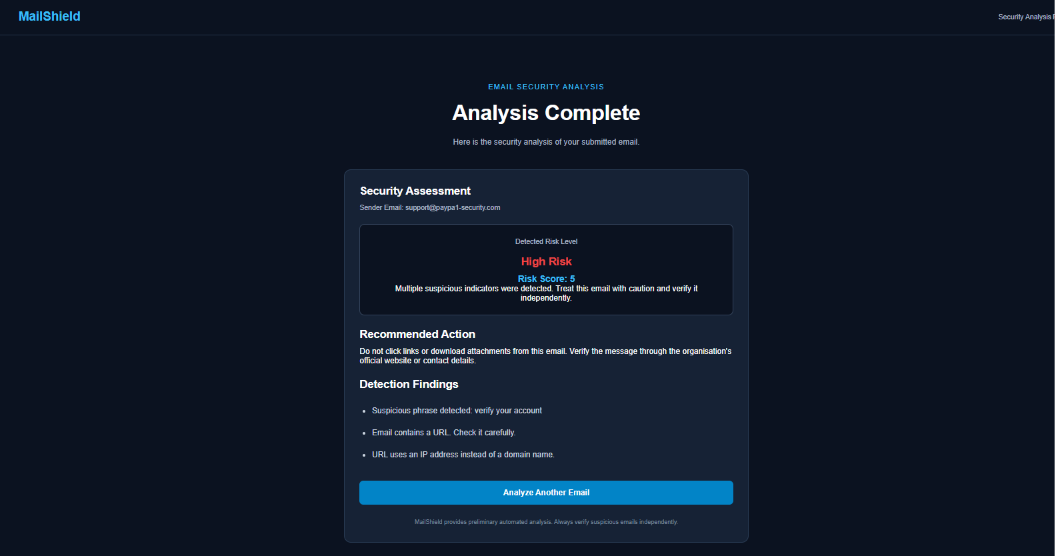 MailShield
Security Analysis
EMAIL SECURITY ANALYSIS
Analysis Complete
Here is the security analysis of your submitted email.
Security Assessment
Sender Email: support@paypa1-security.com
Detected Risk Level
High Risk
Risk Score: 5
Multiple suspicious indicators were detected. Treat this email with caution and verify it
independently.
Recommended Action
Do not click links or download attachments from this email. Verify the message through the organisation's
official website or contact details.
Detection Findings
• Suspicious phrase detected: verify your account
• Email contains a URL. Check it carefully.
• URL uses an IP address instead of a domain name.
Analyze Another Email
MailShield provides preliminary automated analysis. Always verify suspicious emails independently.